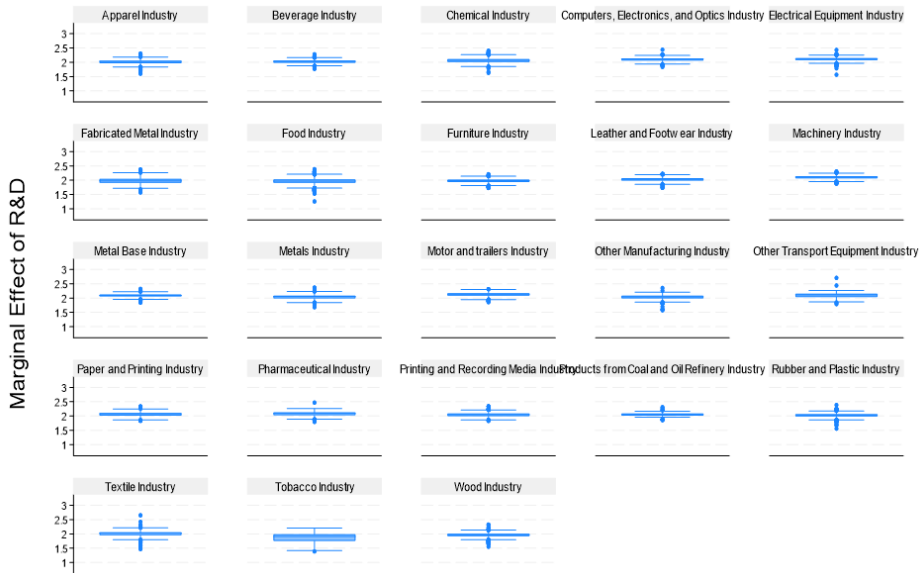 Marginal Effect of R&D
Apparel Industry
Beverage Industry
Chemical Industry
Computers, Electronics, and Optics Industry
Electrical Equipment Industry
3
2.5
2
1.5
1
Fabricated Metal Industry
Food Industry
Furniture Industry
Leather and Footwear Industry
Machinery Industry
3
2.5
2
1.5
1
Metal Base Industry
Metals Industry
Motor and trailers Industry
Other Manufacturing Industry
Other Transport Equipment Industry
3
2.5
2
1.5
1
Paper and Printing Industry
Pharmaceutical Industry
Printing and Recording Media Industry
Products from Coal and Oil Refinery Industry
Rubber and Plastic Industry
3
2.5
2
1.5
1
Textile Industry
Tobacco Industry
Wood Industry
3
2.5
2
1.5
1